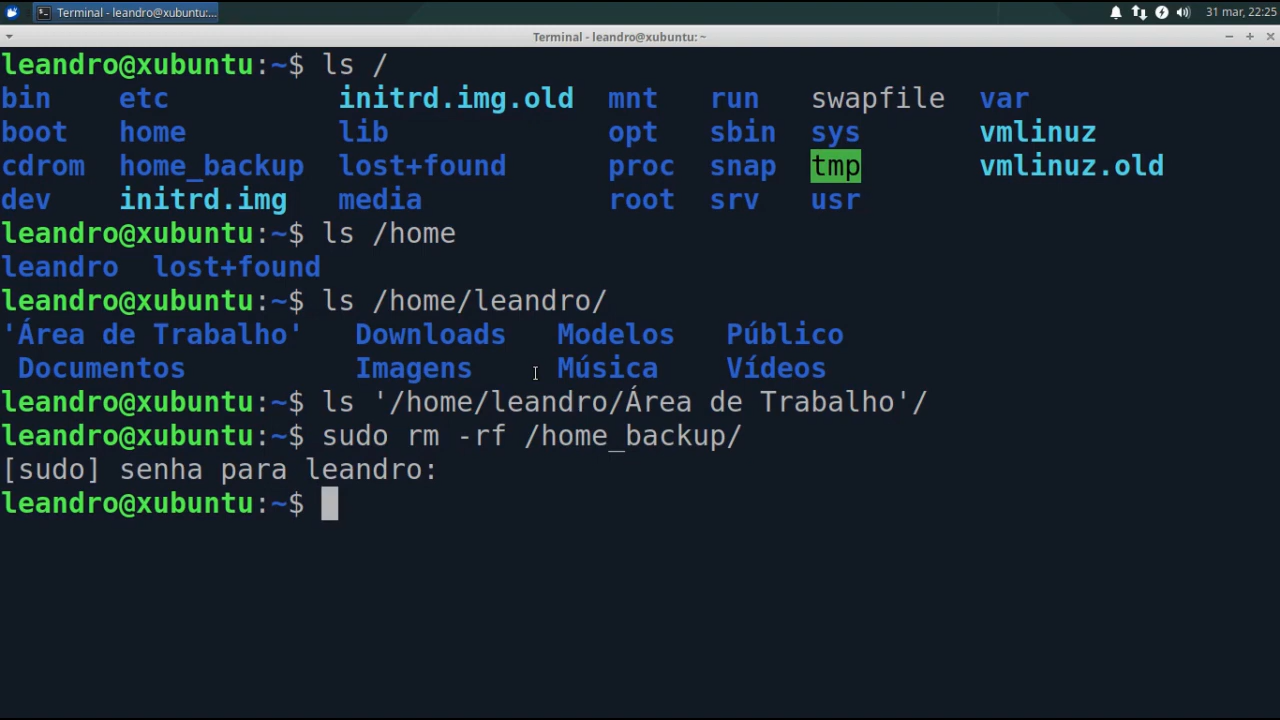 Terminal - leandro@xubuntu:...
31 mar, 22:25
Terminal - leandro@xubuntu: ~
leandro@xubuntu:~$ ls /
bin etc initrd.img.old mnt run swapfile var
boot home lib opt sbin sys vmlinuz
cdrom home_backup lost+found proc snap tmp vmlinuz.old
dev initrd.img media root srv usr
leandro@xubuntu:~$ ls /home
leandro lost+found
leandro@xubuntu:~$ ls /home/leandro/
'Área de Trabalho' Downloads Modelos Público
Documentos Imagens Música Vídeos
leandro@xubuntu:~$ ls '/home/leandro/Área de Trabalho'/
leandro@xubuntu:~$ sudo rm -rf /home_backup/
[sudo] senha para leandro:
leandro@xubuntu:~$